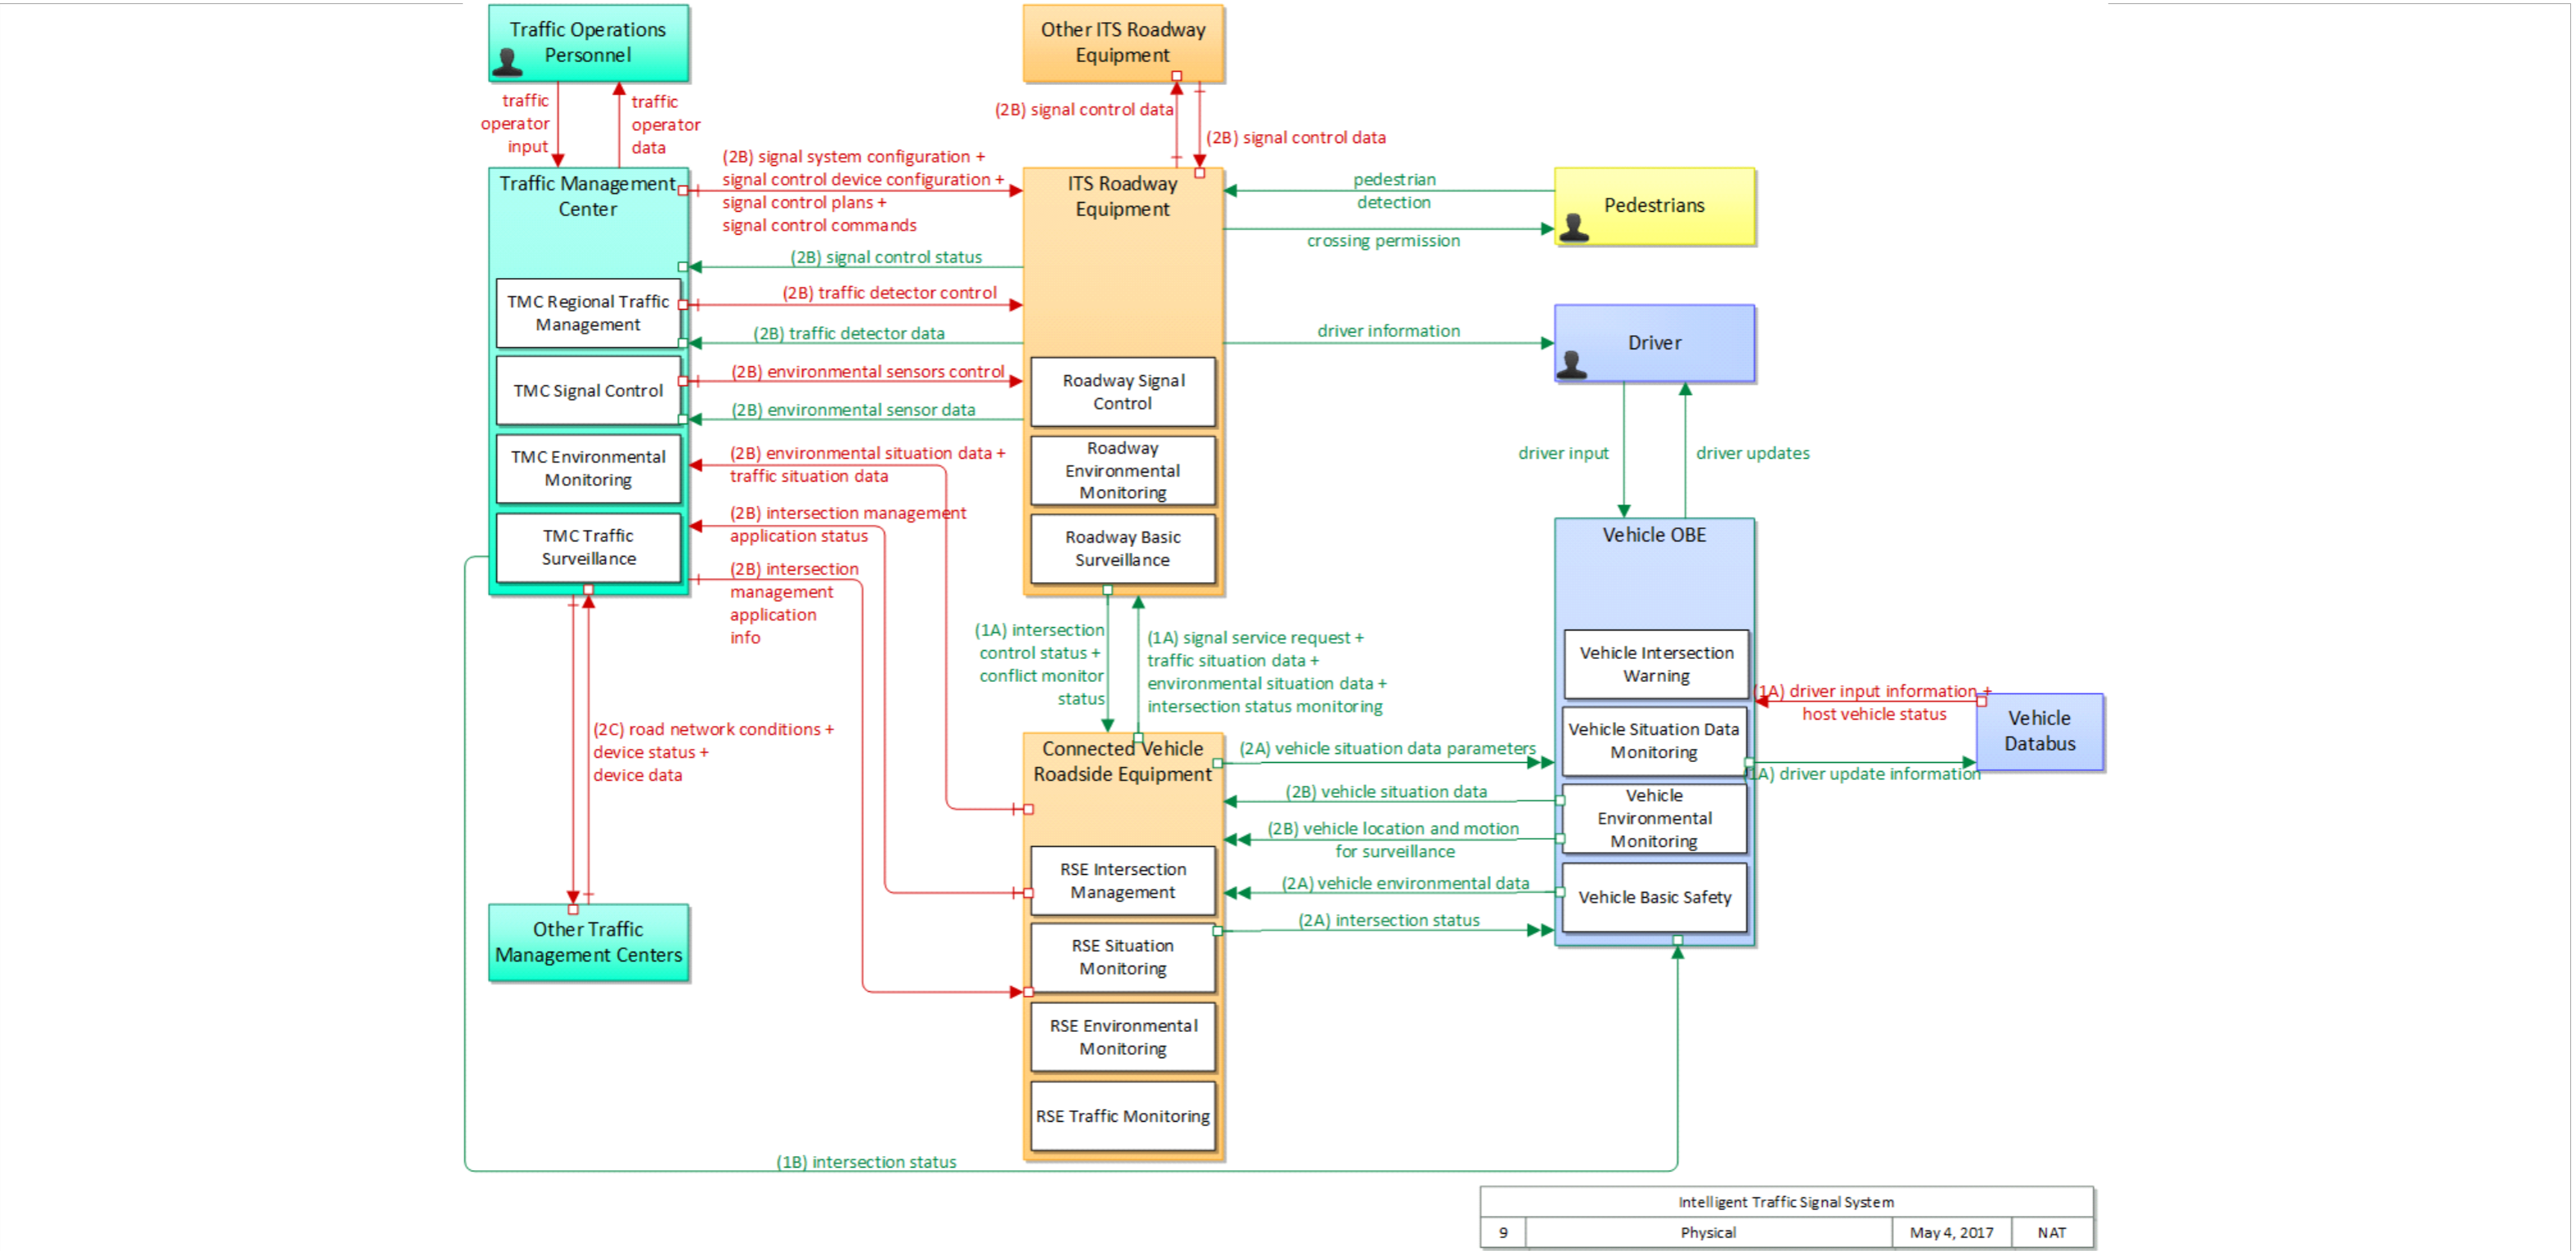 Traffic Operations
Personnel
Other ITS Roadway
Equipment
traffic
operator
input
traffic
operator
data
(2B) signal control data
(2B) signal control data
Traffic Management
Center
(2B) signal system configuration +
signal control device configuration +
signal control plans +
signal control commands
ITS Roadway
Equipment
pedestrian
detection
crossing permission
Pedestrians
(2B) signal control status
TMC Regional Traffic
Management
(2B) traffic detector control
(2B) traffic detector data
driver information
Driver
TMC Signal Control
(2B) environmental sensors control
(2B) environmental sensor data
Roadway Signal
Control
TMC Environmental
Monitoring
(2B) environmental situation data +
traffic situation data
Roadway
Environmental
Monitoring
driver input
driver updates
TMC Traffic
Surveillance
(2B) intersection management
application status
Roadway Basic
Surveillance
(2B) intersection
management
application
info
Vehicle OBE
(1A) intersection
control status +
conflict monitor
status
(1A) signal service request +
traffic situation data +
environmental situation data +
intersection status monitoring
Vehicle Intersection
Warning
(1A) driver input information +
host vehicle status
Vehicle
Databus
(2C) road network conditions +
device status +
device data
Connected Vehicle
Roadside Equipment
(2A) vehicle situation data parameters
Vehicle Situation Data
Monitoring
(1A) driver update information
(2B) vehicle situation data
Vehicle
Environmental
Monitoring
(2B) vehicle location and motion
for surveillance
RSE Intersection
Management
(2A) vehicle environmental data
Vehicle Basic Safety
(2A) intersection status
Other Traffic
Management Centers
RSE Situation
Monitoring
RSE Environmental
Monitoring
RSE Traffic Monitoring
(1B) intersection status
Intelligent Traffic Signal System
9 Physical May 4, 2017 NAT